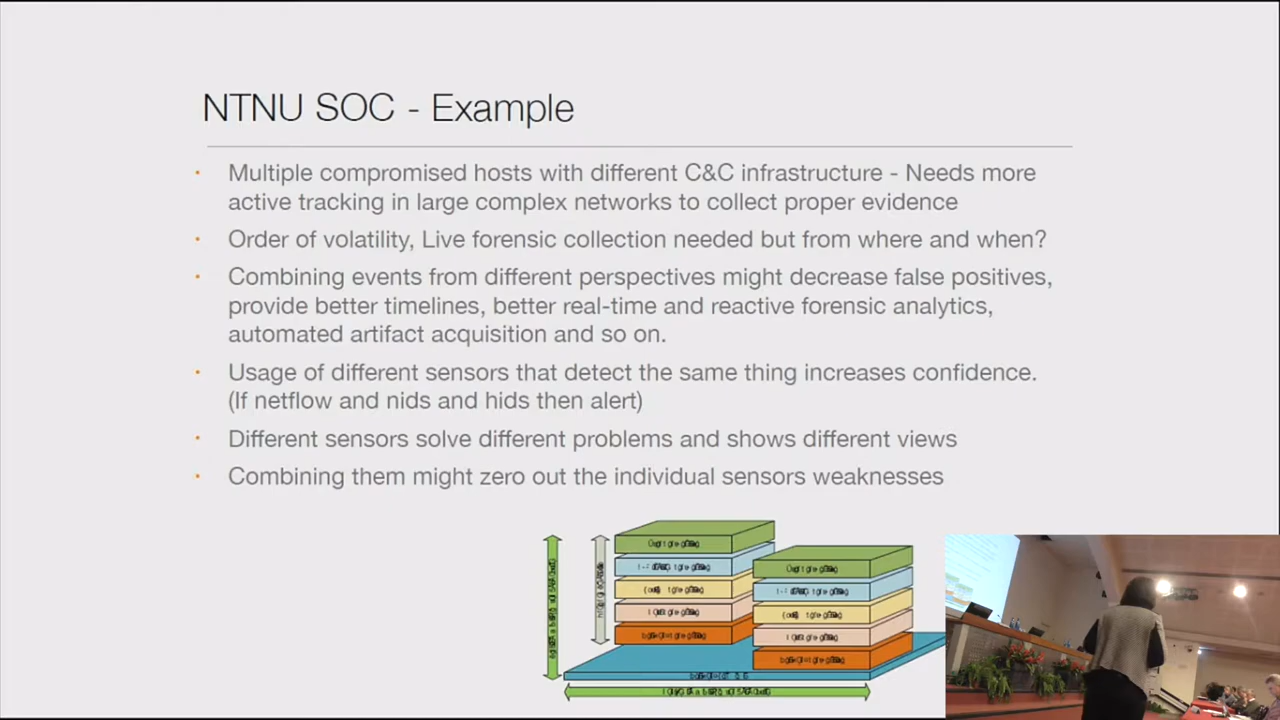 NTNU SOC - Example
• Multiple compromised hosts with different C&C infrastructure - Needs more
active tracking in large complex networks to collect proper evidence
• Order of volatility, Live forensic collection needed but from where and when?
• Combining events from different perspectives might decrease false positives,
provide better timelines, better real-time and reactive forensic analytics,
automated artifact acquisition and so on.
• Usage of different sensors that detect the same thing increases confidence.
(If netflow and nids and hids then alert)
• Different sensors solve different problems and shows different views
• Combining them might zero out the individual sensors weaknesses